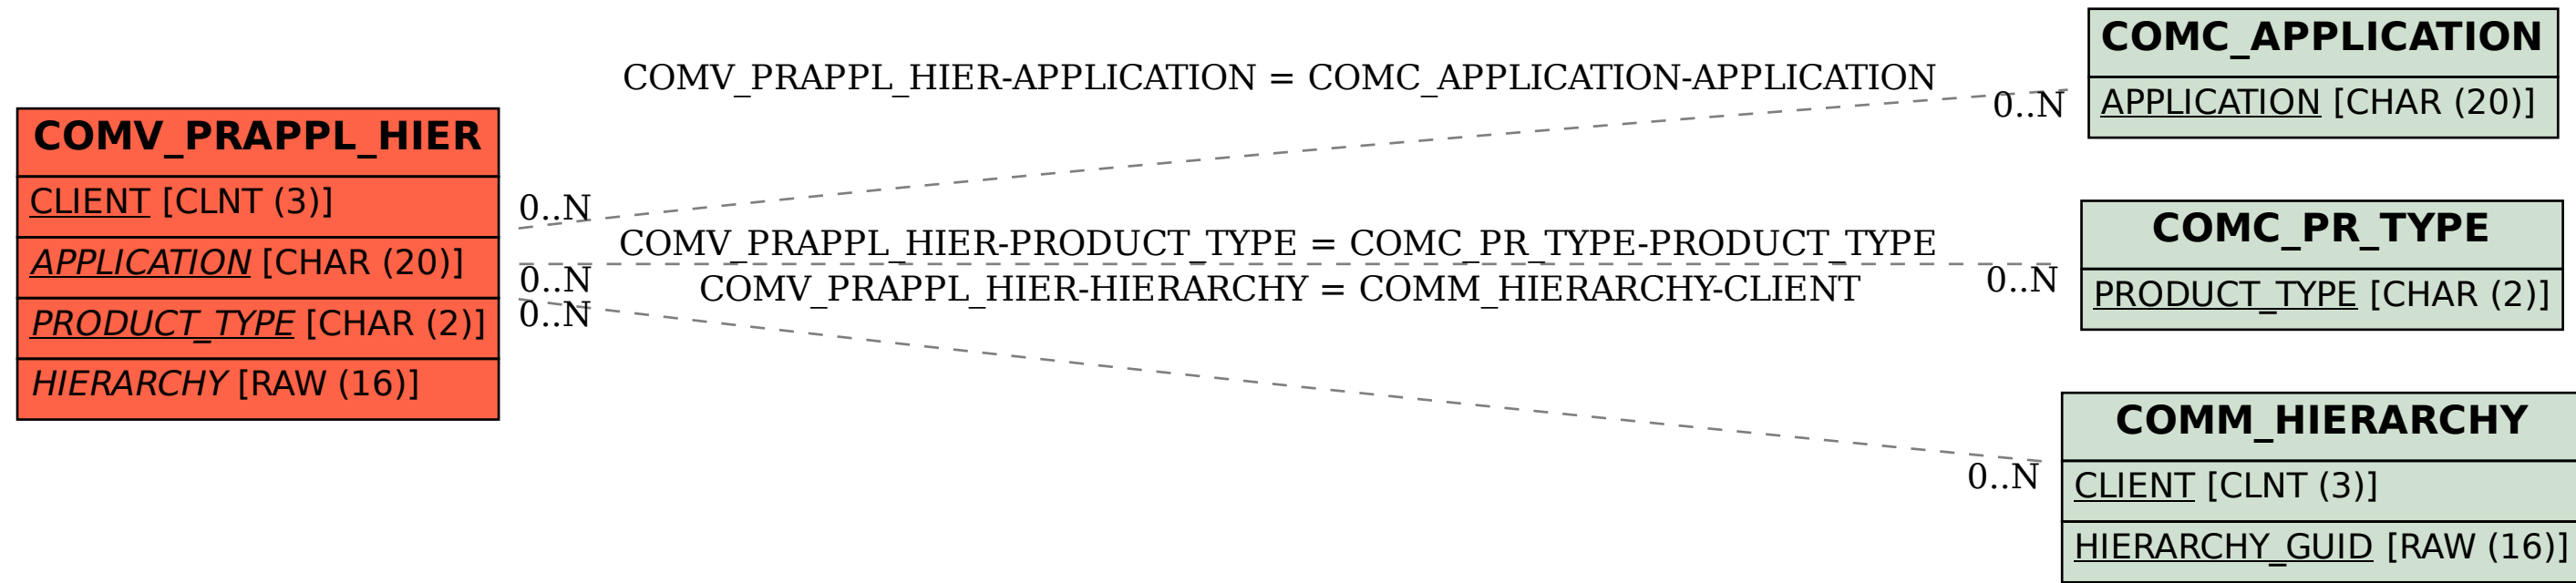 COMV_PRAPPL_HIER
CLIENT [CLNT (3)]
APPLICATION [CHAR (20)]
PRODUCT_TYPE [CHAR (2)]
HIERARCHY [RAW (16)]
COMV_PRAPPL_HIER-APPLICATION = COMC_APPLICATION-APPLICATION
0..N
0..N
COMV_PRAPPL_HIER-PRODUCT_TYPE = COMC_PR_TYPE-PRODUCT_TYPE
0..N
0..N
COMV_PRAPPL_HIER-HIERARCHY = COMM_HIERARCHY-CLIENT
0..N
0..N
COMC_APPLICATION
APPLICATION [CHAR (20)]
COMC_PR_TYPE
PRODUCT_TYPE [CHAR (2)]
COMM_HIERARCHY
CLIENT [CLNT (3)]
HIERARCHY_GUID [RAW (16)]